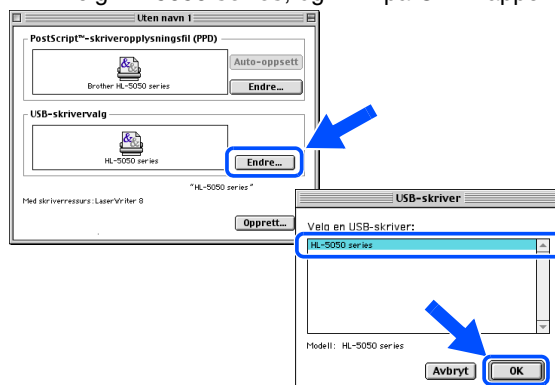 Uten navn 1
PostScript™-skriveropplysningsfil (PPD)
Auto-oppsett
Brother HL-5050 series
Endre...
USB-skrivervalg
HL-5050 series
Endre...
"HL-5050 series"
Med skriverressurs: LaserWriter 8
Opprett...
USB-skriver
Velg en USB-skriver:
HL-5050 series
Modell: HL-5050 series
Avbryt
OK